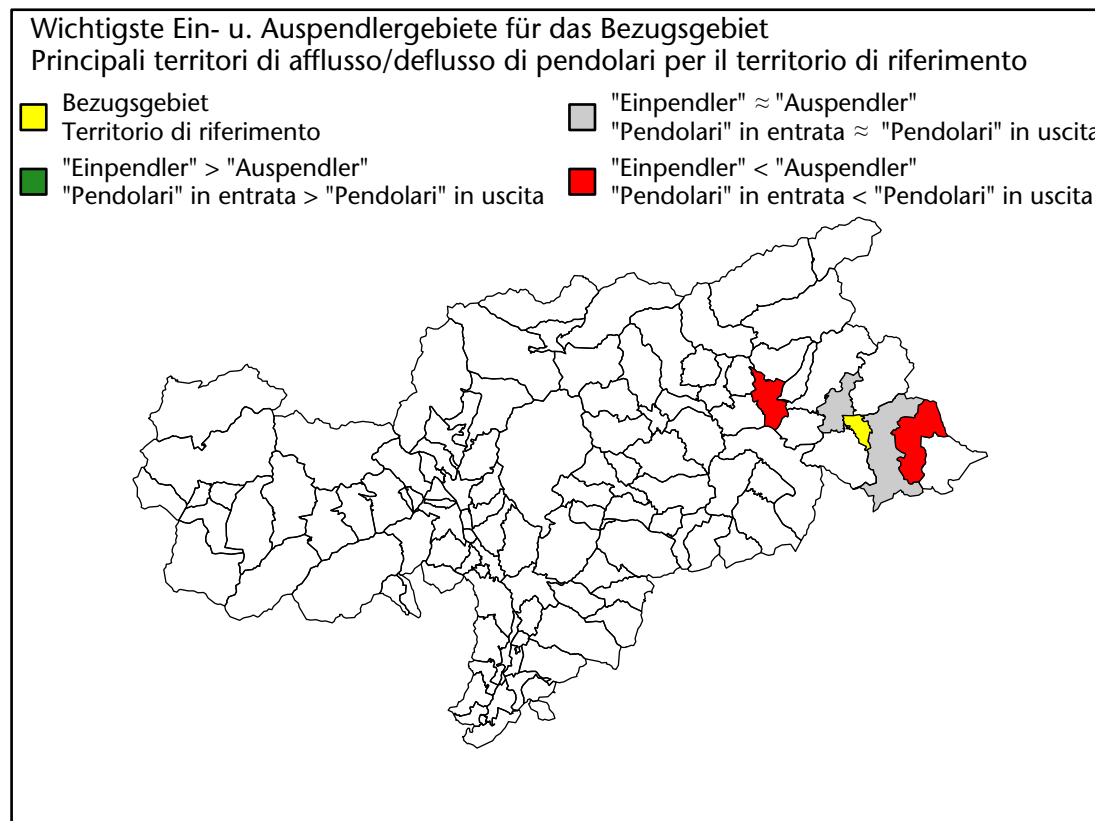 Wichtigste Ein- u. Auspendlergebiete für das Bezugsgebiet
Principali territori di afflusso/deflusso di pendolari per il territorio di riferimento
Bezugsgebiet
Territorio di riferimento
"Einpendler" > "Auspendler"
"Pendolari" in entrata > "Pendolari" in uscita
"Einpendler" ≈ "Auspendler"
"Pendolari" in entrata ≈ "Pendolari" in uscita
"Einpendler" < "Auspendler"
"Pendolari" in entrata < "Pendolari" in uscita